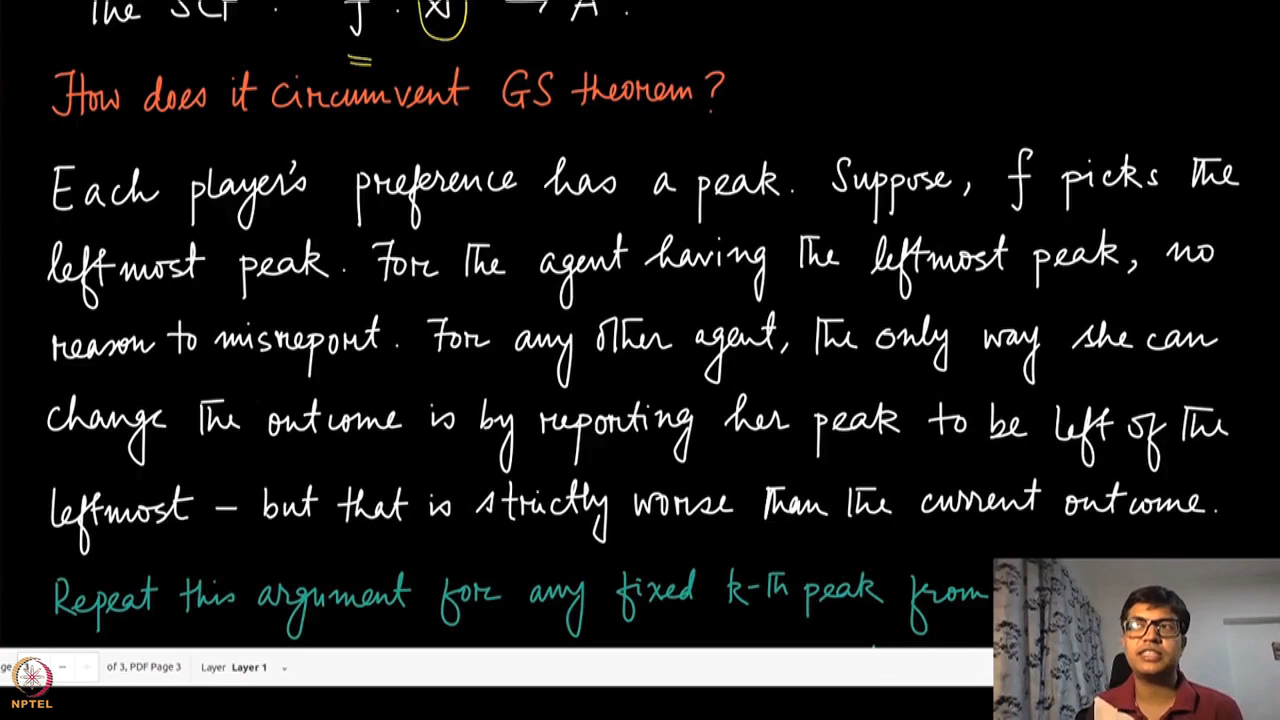 The SCF : f : S → A .
How does it circumvent GS theorem?
Each player's preference has a peak. Suppose, f picks the
leftmost peak. For the agent having the leftmost peak, no
reason to misreport. For any other agent, the only way she can
change the outcome is by reporting her peak to be left of the
leftmost – but that is strictly worse than the current outcome.
Repeat this argument for any fixed k-th peak from
ge 3 of 3, PDF Page 3 Layer Layer 1
NPTEL